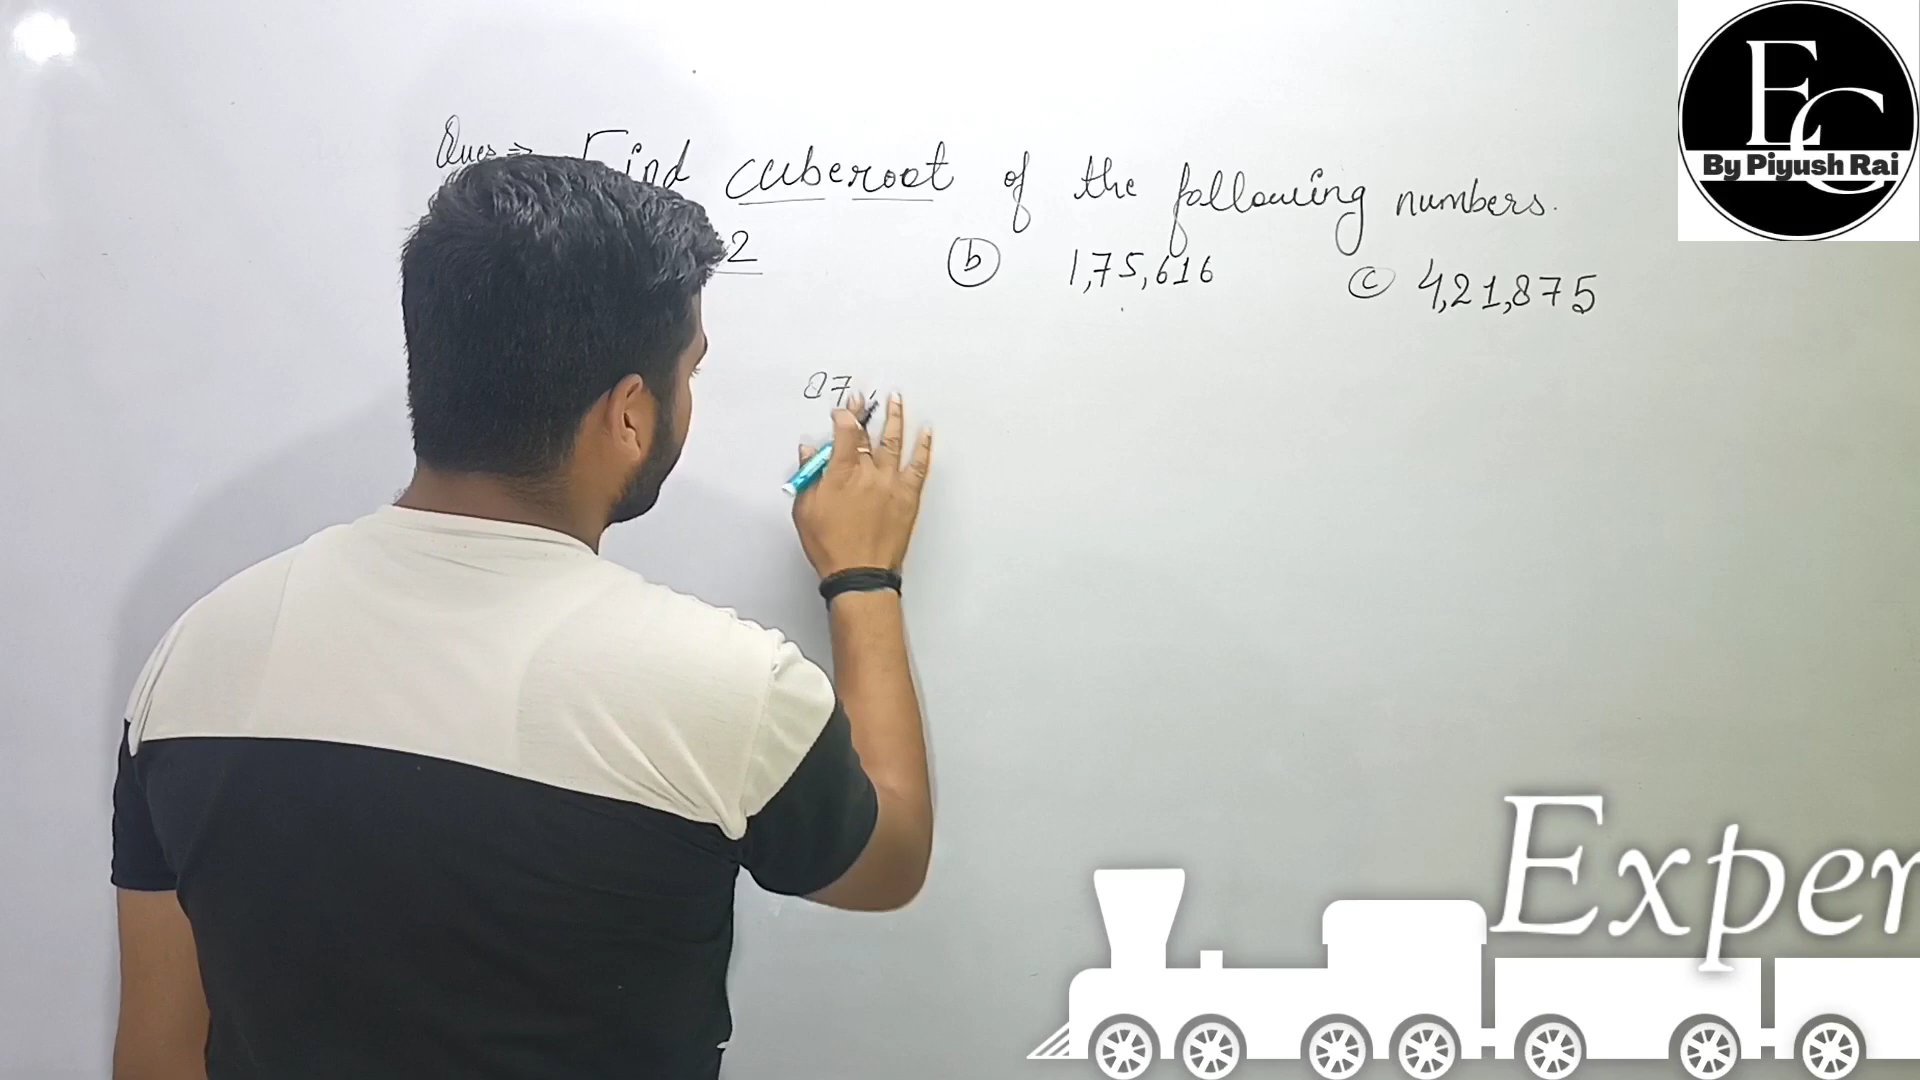 Ques ⇒ Find cuberoot of the following numbers.
2 (b) 1,75,616 (c) 4,21,875
87
EC
By Piyush Rai
Exper